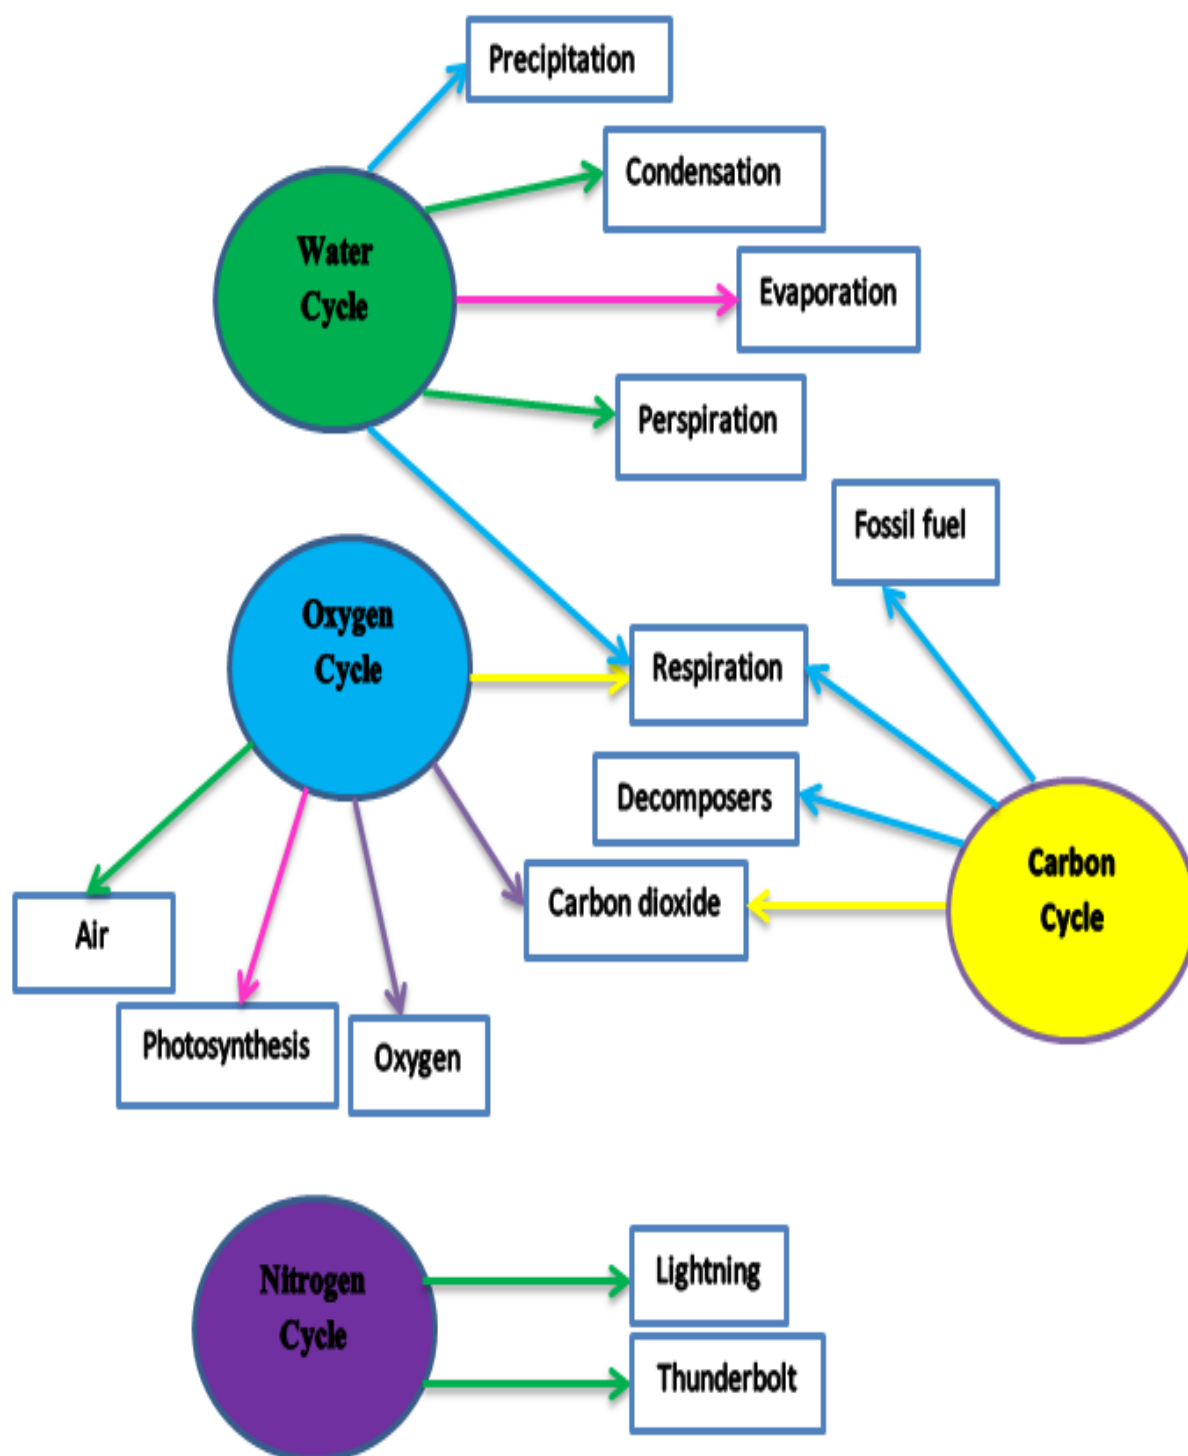 Precipitation
Condensation
Water
Cycle
Evaporation
Perspiration
Fossil fuel
Oxygen
Cycle
Respiration
Decomposers
Carbon
Cycle
Carbon dioxide
Air
Photosynthesis
Oxygen
Nitrogen
Cycle
Lightning
Thunderbolt